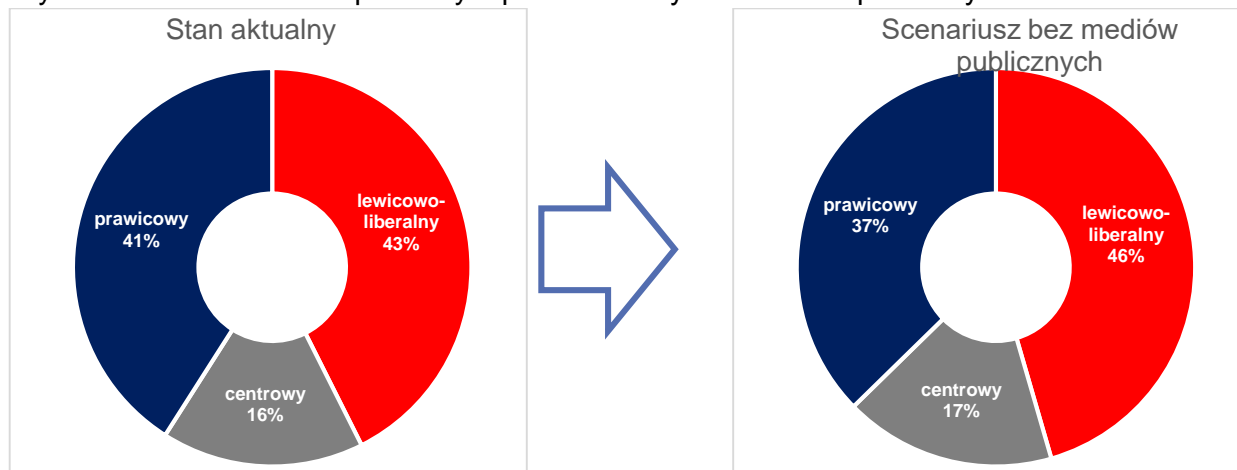 Stan aktualny
prawicowy
41%
lewicowo-
liberalny
43%
centrowy
16%
Scenariusz bez mediów
publicznych
prawicowy
37%
lewicowo-
liberalny
46%
centrowy
17%